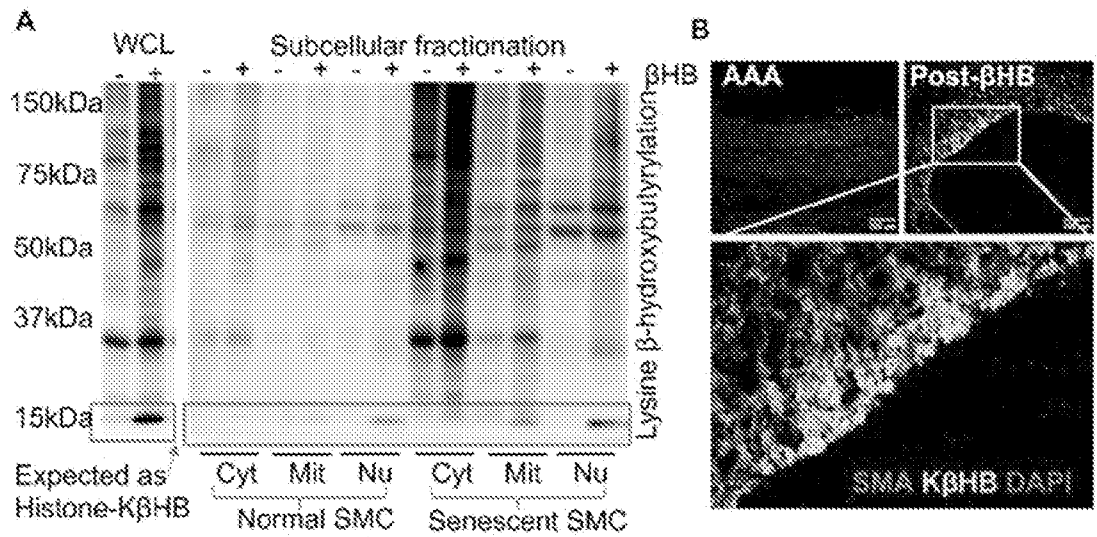 A
WCL
Subcellular fractionation
- + - + - + - + - + - + - + βHB
150kDa
75kDa
50kDa
37kDa
15kDa
Lysine β-hydroxybutyrylation
Expected as
Histone-KβHB
Cyt Mit Nu Cyt Mit Nu
Normal SMC Senescent SMC
B
AAA
Post-βHB
SMA KβHB DAPI